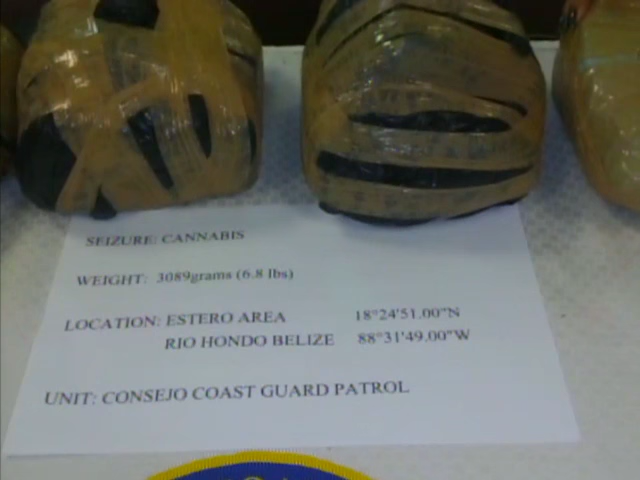 SEIZURE: CANNABIS
WEIGHT: 3089grams (6.8 lbs)
LOCATION: ESTERO AREA 18°24'51.00"N
RIO HONDO BELIZE 88°31'49.00"W
UNIT: CONSEJO COAST GUARD PATROL